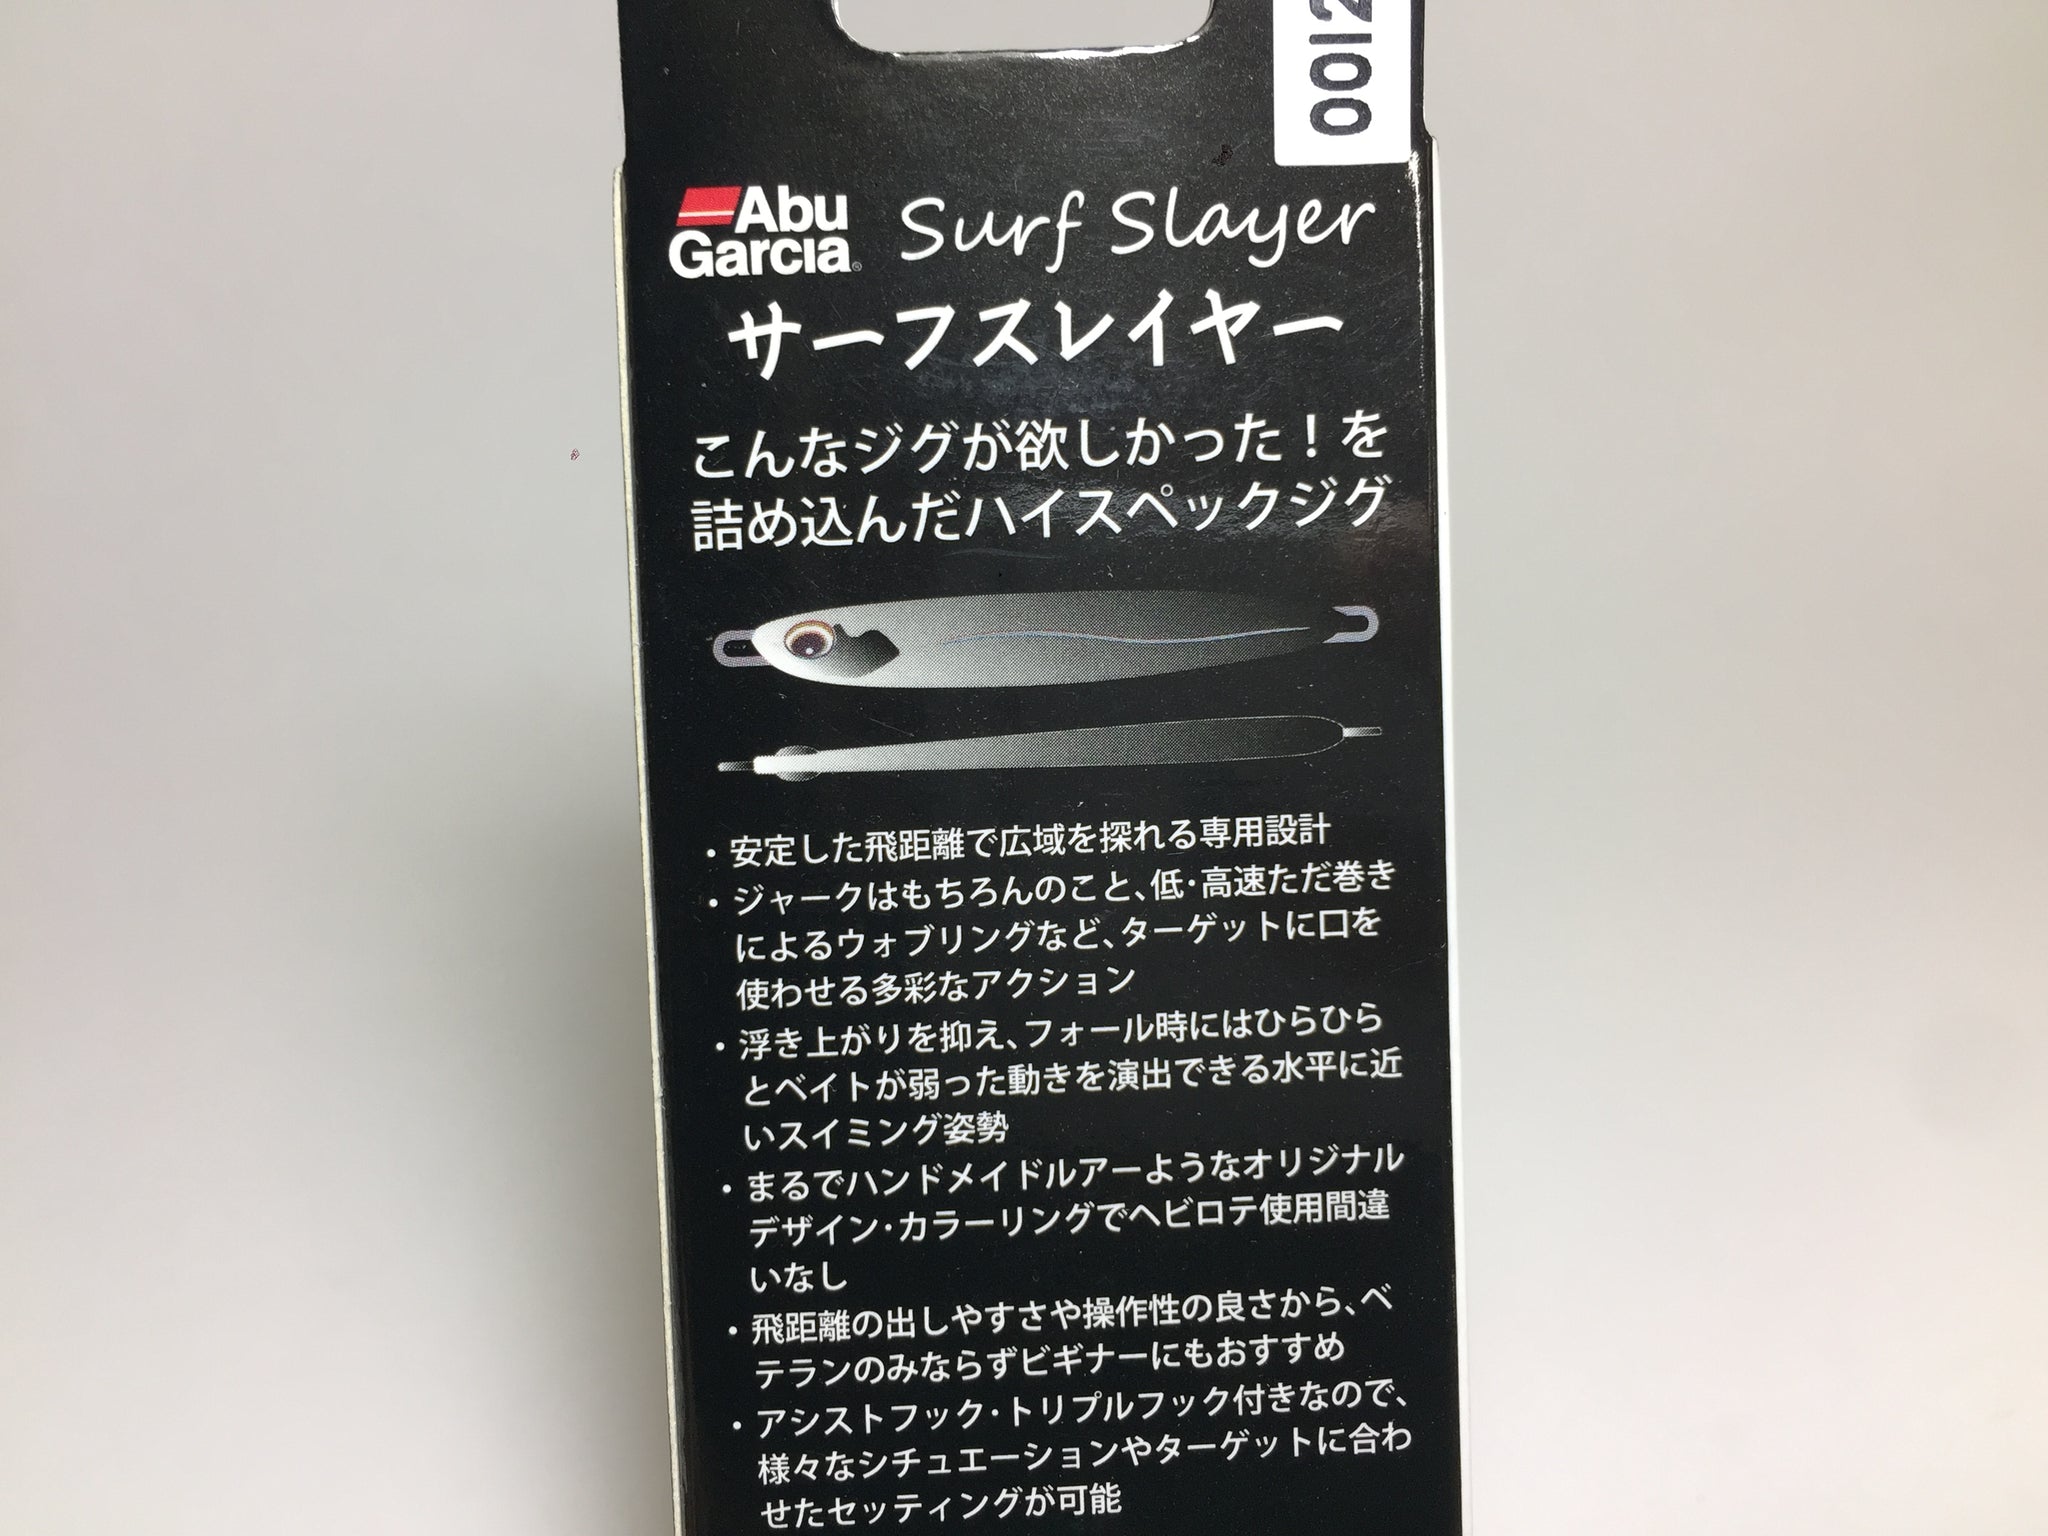 0012
Abu
Garcia
Surf Slayer
サーフスレイヤー
こんなジグが欲しかった！を
詰め込んだハイスペックジグ
・安定した飛距離で広域を探れる専用設計
・ジャークはもちろんのこと、低・高速ただ巻き
によるウォブリングなど、ターゲットに口を
使わせる多彩なアクション
・浮き上がりを抑え、フォール時にはひらひら
とベイトが弱った動きを演出できる水平に近
いスイミング姿勢
・まるでハンドメイドルアーようなオリジナル
デザイン・カラーリングでヘビロテ使用間違
いなし
・飛距離の出しやすさや操作性の良さから、ベ
テランのみならずビギナーにもおすすめ
・アシストフック・トリプルフック付きなので、
様々なシチュエーションやターゲットに合わ
せたセッティングが可能